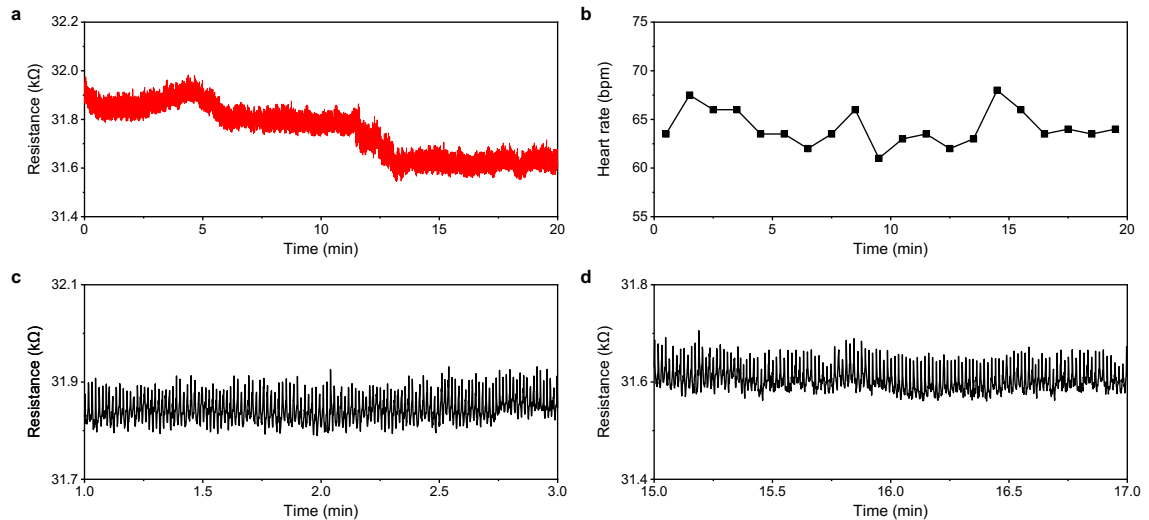 a
32.2
32.0
31.8
31.6
31.4
Resistance (kΩ)
0 5 10 15 20
Time (min)
b
75
70
65
60
55
Heart rate (bpm)
0 5 10 15 20
Time (min)
c
32.1
31.9
31.7
Resistance (kΩ)
1.0 1.5 2.0 2.5 3.0
Time (min)
d
31.8
31.6
31.4
Resistance (kΩ)
15.0 15.5 16.0 16.5 17.0
Time (min)